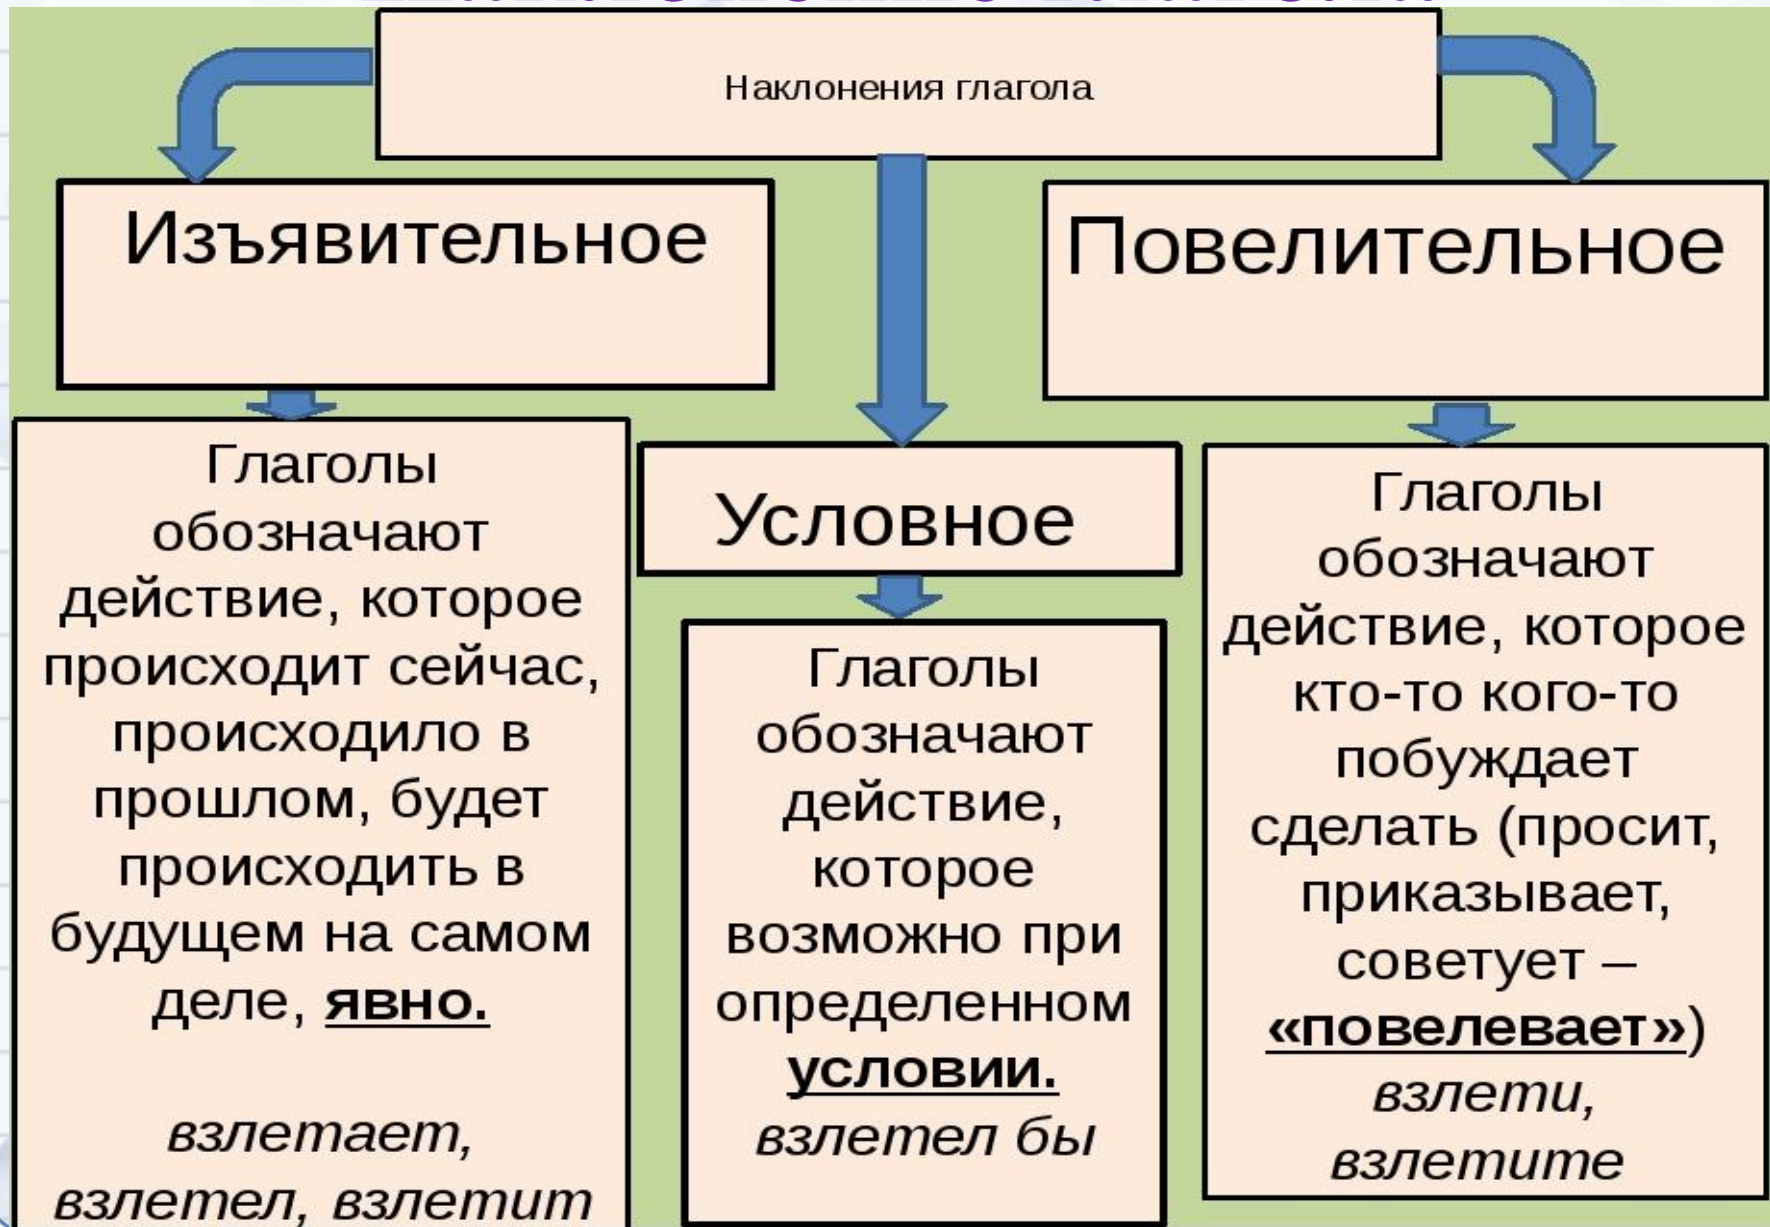 Наклонения глагола
Изъявительное
Повелительное
Глаголы
обозначают
действие, которое
происходит сейчас,
происходило в
прошлом, будет
происходить в
будущем на самом
деле, явно.
взлетает,
взлетел, взлетит
Условное
Глаголы
обозначают
действие,
которое
возможно при
определенном
условии.
взлетел бы
Глаголы
обозначают
действие, которое
кто-то кого-то
побуждает
сделать (просит,
приказывает,
советует –
«повелевает»)
взлети,
взлетите